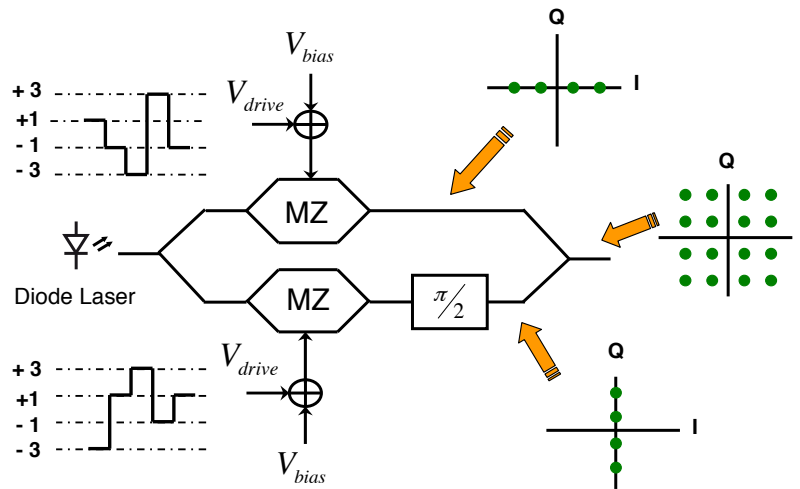 Q
I
V_bias
V_drive
+ 3
+1
- 1
- 3
MZ
Q
Diode Laser
MZ
π/2
Q
I
+ 3
+1
- 1
- 3
V_drive
V_bias